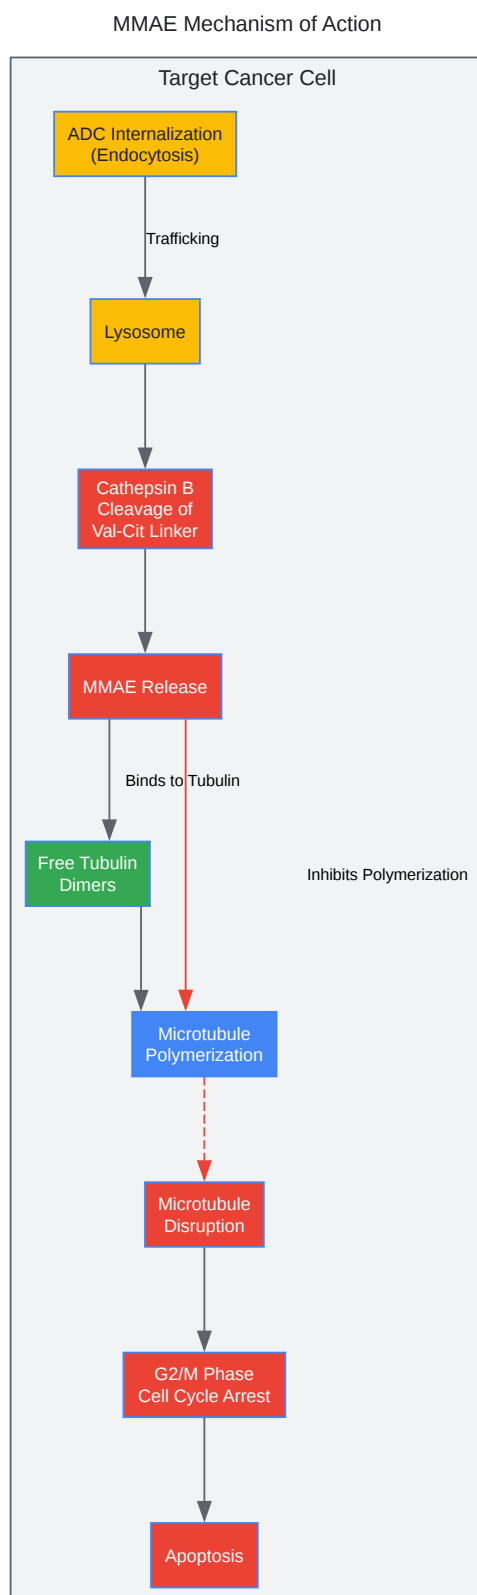 MMAE Mechanism of Action
Target Cancer Cell
ADC Internalization
(Endocytosis)
Trafficking
Lysosome
Cathepsin B
Cleavage of
Val-Cit Linker
MMAE Release
Binds to Tubulin
Free Tubulin
Dimers
Inhibits Polymerization
Microtubule
Polymerization
Microtubule
Disruption
G2/M Phase
Cell Cycle Arrest
Apoptosis